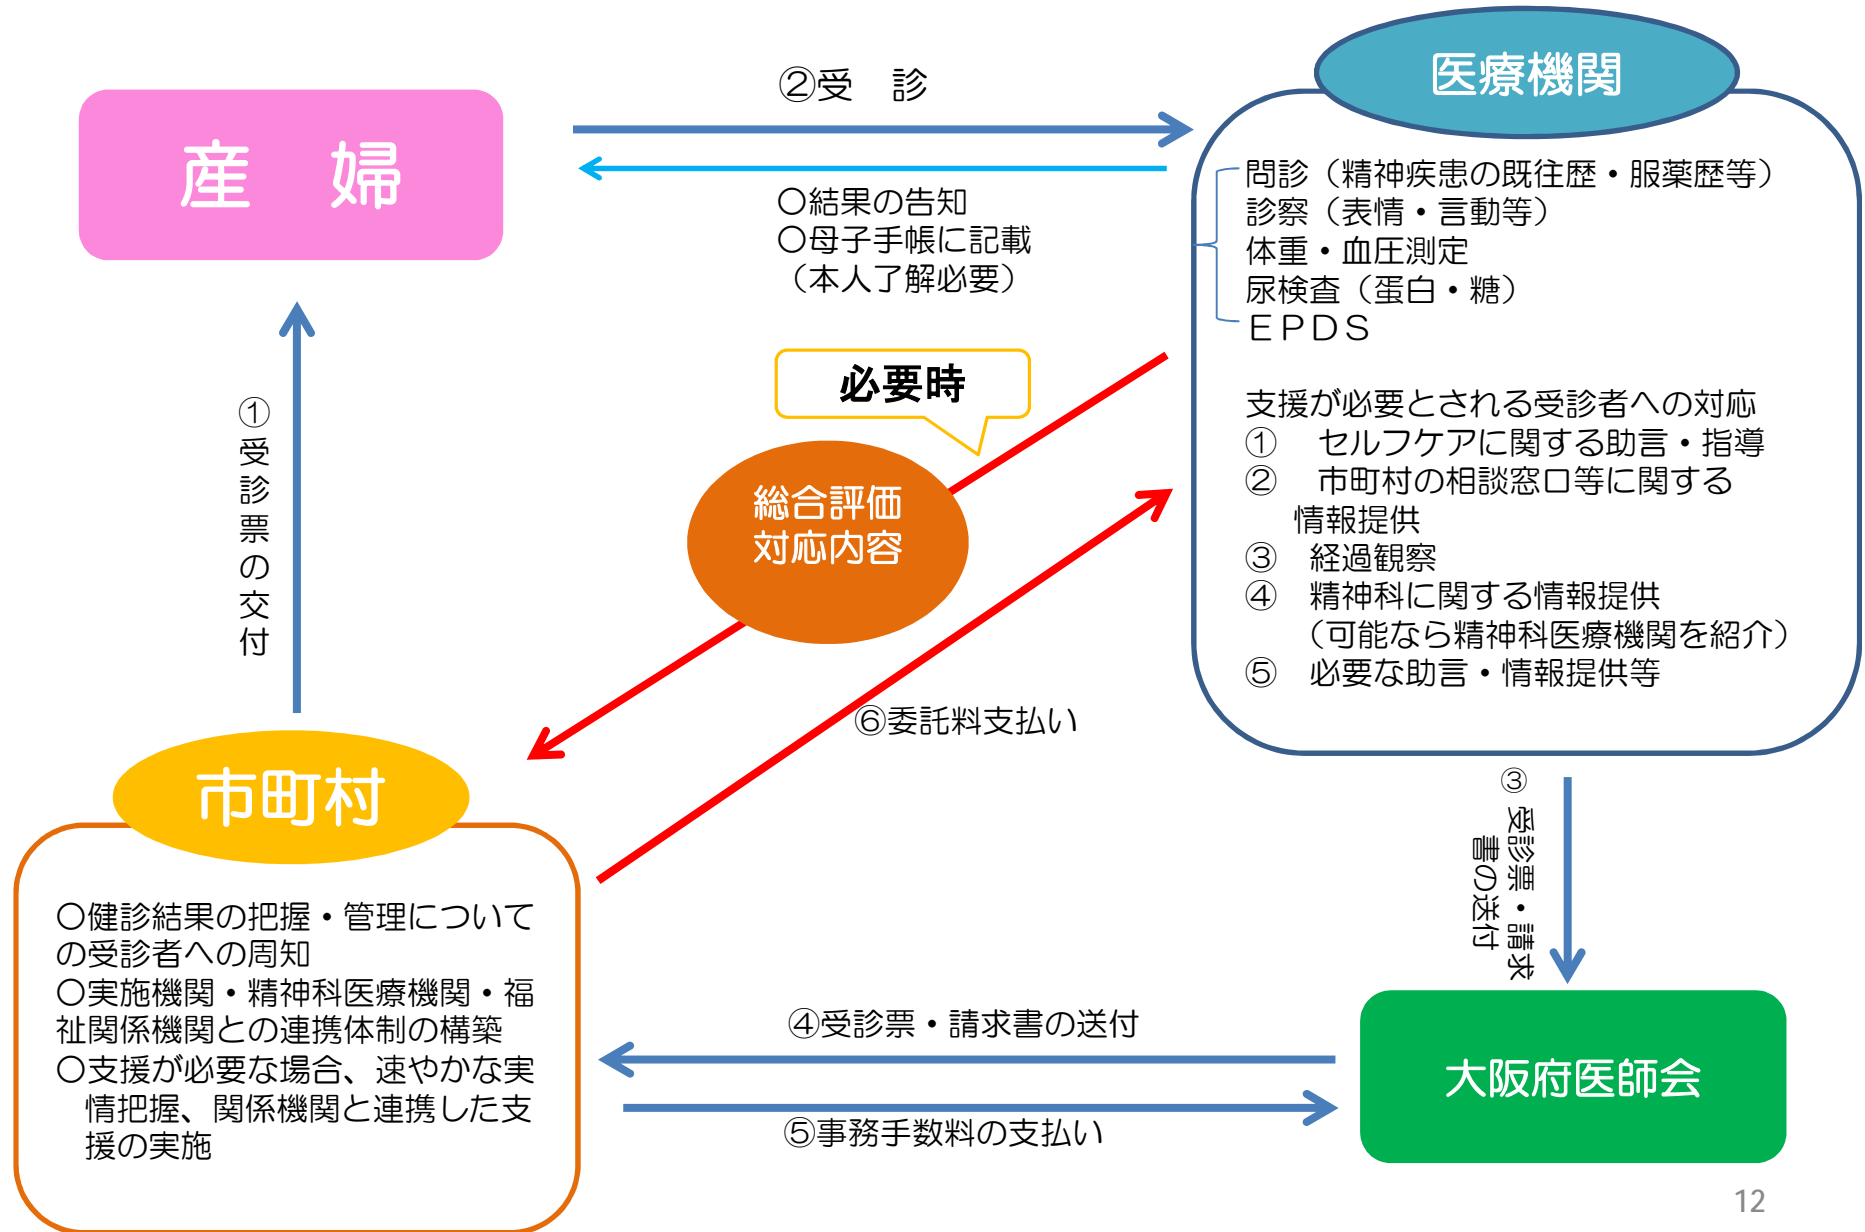 産　婦
②受　診
〇結果の告知
〇母子手帳に記載
（本人了解必要）
医療機関
問診（精神疾患の既往歴・服薬歴等）
診察（表情・言動等）
体重・血圧測定
尿検査（蛋白・糖）
ＥＰＤＳ
支援が必要とされる受診者への対応
①　セルフケアに関する助言・指導
②　市町村の相談窓口等に関する
情報提供
③　経過観察
④　精神科に関する情報提供
（可能なら精神科医療機関を紹介）
⑤　必要な助言・情報提供等
①受診票の交付
必要時
総合評価
対応内容
⑥委託料支払い
市町村
〇健診結果の把握・管理について
の受診者への周知
〇実施機関・精神科医療機関・福
祉関係機関との連携体制の構築
〇支援が必要な場合、速やかな実
情把握、関係機関と連携した支
援の実施
③受診票・請求
書の送付
④受診票・請求書の送付
⑤事務手数料の支払い
大阪府医師会
12